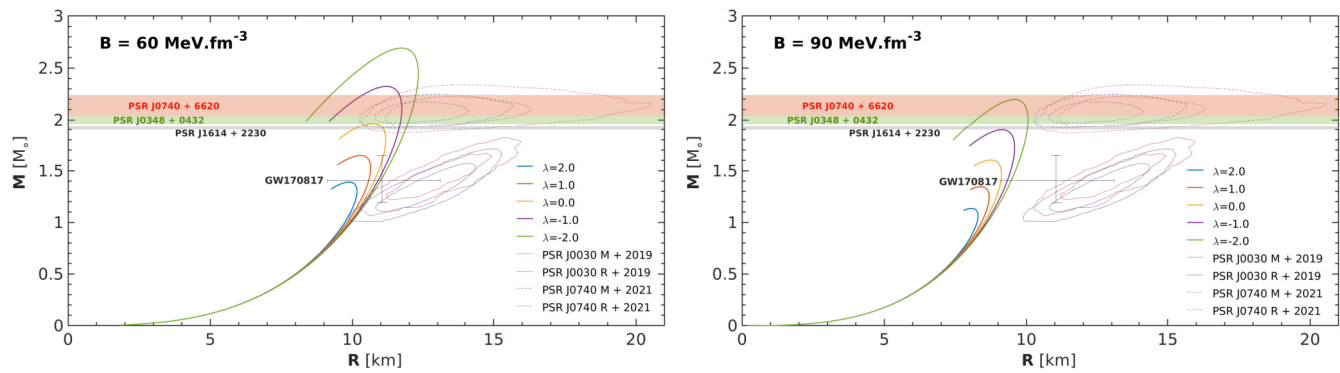 B = 60 MeV.fm⁻³
PSR J0740 + 6620
PSR J0348 + 0432
PSR J1614 + 2230
GW170817
λ=2.0
λ=1.0
λ=0.0
λ=-1.0
λ=-2.0
PSR J0030 M + 2019
PSR J0030 R + 2019
PSR J0740 M + 2021
PSR J0740 R + 2021
3
2.5
2
1.5
1
0.5
0
M [M₀]
0 5 10 15 20
R [km]
B = 90 MeV.fm⁻³
PSR J0740 + 6620
PSR J0348 + 0432
PSR J1614 + 2230
GW170817
λ=2.0
λ=1.0
λ=0.0
λ=-1.0
λ=-2.0
PSR J0030 M + 2019
PSR J0030 R + 2019
PSR J0740 M + 2021
PSR J0740 R + 2021
3
2.5
2
1.5
1
0.5
0
M [M₀]
0 5 10 15 20
R [km]